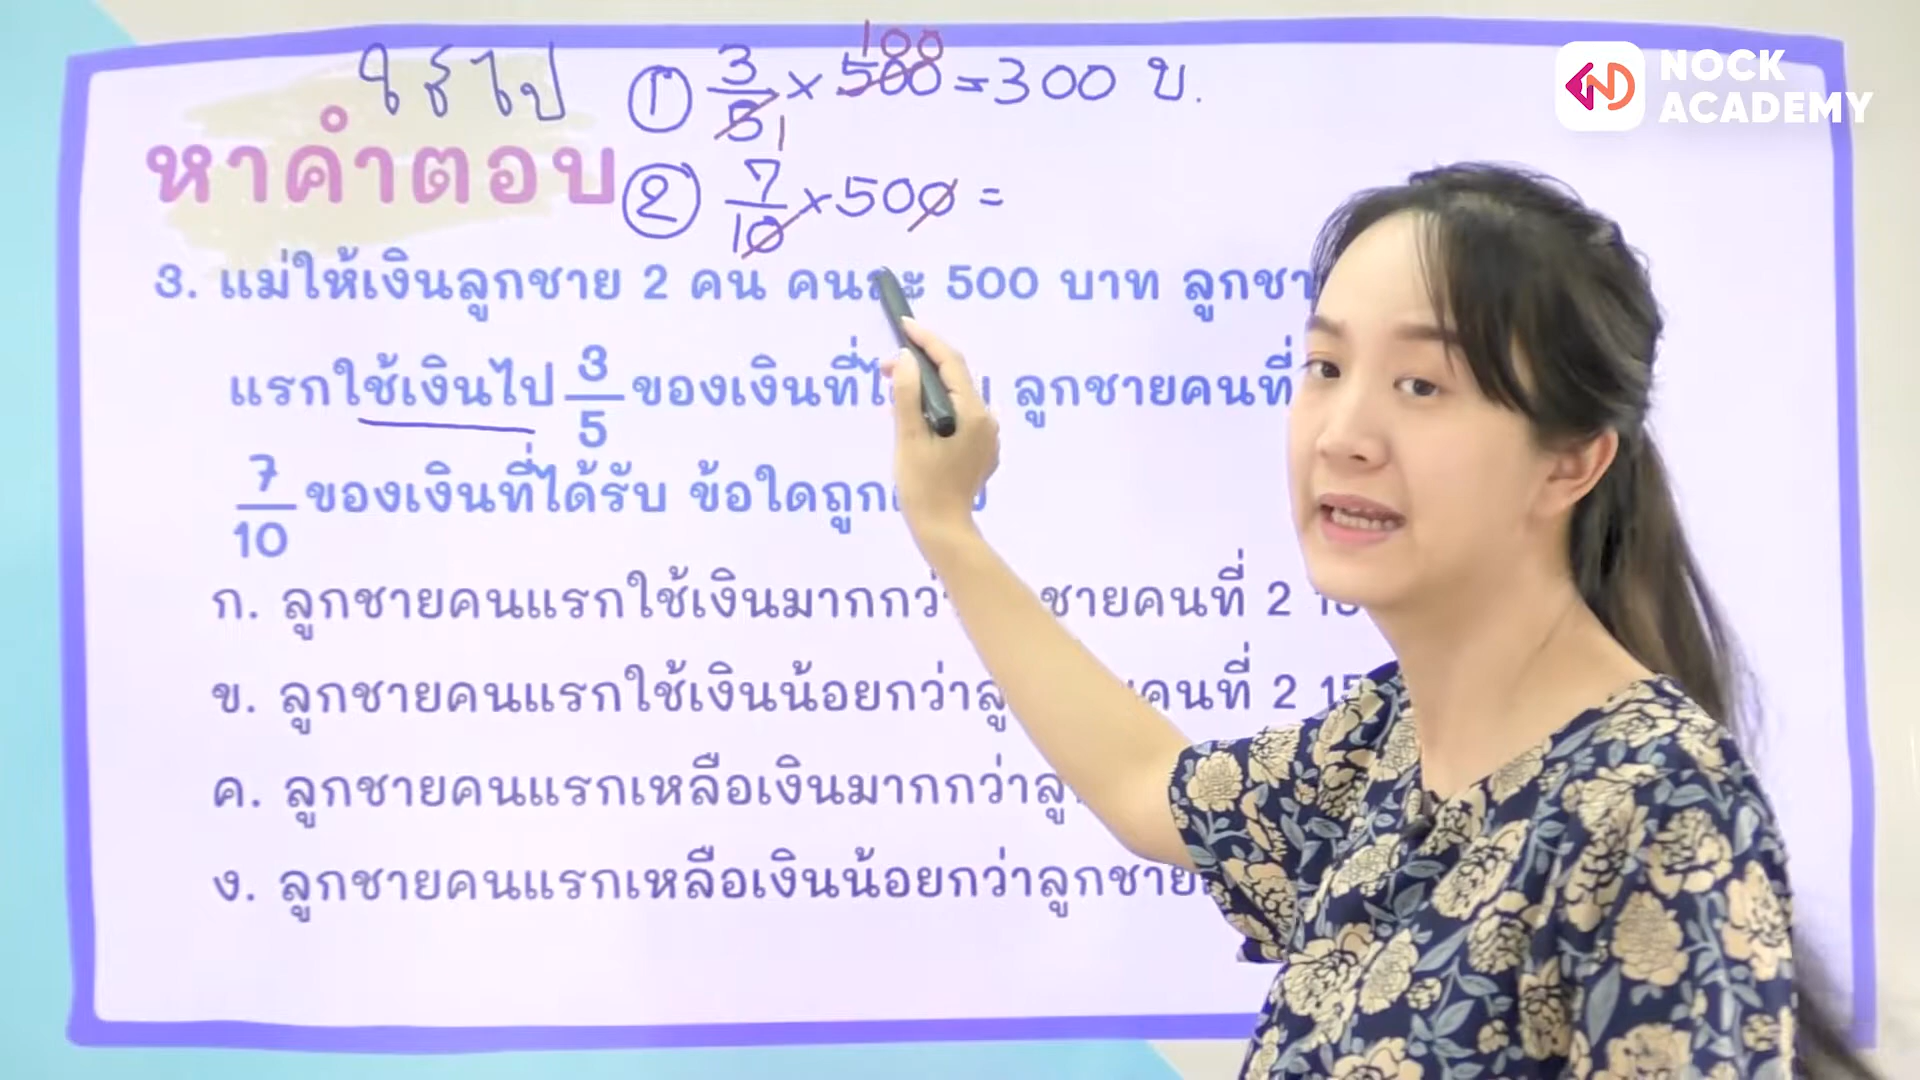 ใช้ไป ① 3/5 × 500 = 300 บ.
100
1
NOCK
ACADEMY
หาคำตอบ
② 7/10 × 500 =
3. แม่ให้เงินลูกชาย 2 คน คนละ 500 บาท
แรกใช้เงินไป 3/5 ของเงินที่ ลูกชายคนที่
7/10 ของเงินที่ได้รับ ข้อใด
ก. ลูกชายคนแรกใช้เงินมาก ชายคนที่ 2
ข. ลูกชายคนแรกใช้เงินน้อยกว่า คนที่ 2
ค. ลูกชายคนแรกเหลือเงินมากกว่า
ง. ลูกชายคนแรกเหลือเงินน้อยกว่าลูกชาย